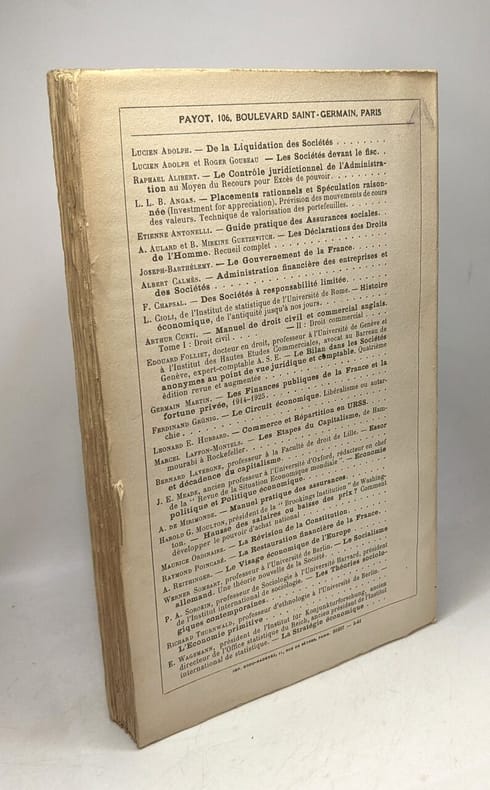 PAYOT, 106, BOULEVARD SAINT-GERMAIN, PARIS
LUCIEN ADOLPH. — De la Liquidation des Sociétés
LUCIEN ADOLPH et ROGER GOUBEAU — Les Sociétés devant le fisc.
RAPHAEL ALIBERT. — Le Contrôle juridictionnel de l'Administra-
tion au Moyen du Recours pour Excès de pouvoir.
L. L. B. ANGAS. — Placements rationnels et Spéculation raison-
née (Investment for appreciation), Prévision des mouvements de cours
des valeurs. Technique de valorisation des portefeuilles.
ETIENNE ANTONELLI. — Guide pratique des Assurances sociales.
A. AULARD et B. MIRKINE GUETZEVITCH. — Les Déclarations des Droits
de l'Homme. Recueil complet
JOSEPH-BARTHÉLEMY. — Le Gouvernement de la France.
ALBERT CALMÈS. — Administration financière des entreprises et
des Sociétés
F. CHAPSAL. — Des Sociétés à responsabilité limitée.
L. CIOLI, de l'Institut de statistique de l'Université de Rome. — Histoire
économique, de l'antiquité jusqu'à nos jours.
ARTHUR CURTI. — Manuel de droit civil et commercial anglais.
Tome I : Droit civil — II : Droit commercial
EDOUARD FOLLIET, docteur en droit, professeur à l'Université de Genève et
à l'Institut des Hautes Etudes Commerciales, avocat au Barreau de
Genève, expert-comptable A. S. E. — Le Bilan dans les Sociétés
anonymes au point de vue juridique et comptable. Quatrième
édition revue et augmentée
GERMAIN MARTIN. — Les Finances publiques de la France et la
fortune privée, 1914-1925
FERDINAND GRÜNIG. — Le Circuit économique. Libéralisme ou autar-
chie
LEONARD E. HUBBARD. — Commerce et Répartition en URSS.
MARCEL LAFFON-MONTELS. — Les Etapes du Capitalisme, de Ham-
mourabi à Rockefeller
BERNARD LAVERGNE, professeur à la Faculté de droit de Lille. — Essor
et décadence du capitalisme
J. E. MEADE, ancien professeur à l'Université d'Oxford, rédacteur en chef
de la "Revue de la Situation Economique mondiale" — Economie
politique et Politique économique.
A. DE MIRIMONDE. — Manuel pratique des assurances.
HAROLD G. MOULTON, président de la "Brookings Institution" de Washing-
ton. — Hausse des salaires ou baisse des prix ? Comment
développer le pouvoir d'achat national
MAURICE ORDINAIRE. — La Révision de la Constitution.
RAYMOND POINCARÉ. — La Restauration financière de la France.
A. REITHINGER. — Le Visage économique de l'Europe
WERNER SOMBART, professeur à l'Université de Berlin. — Le Socialisme
allemand. Une théorie nouvelle de la Société.
P. A. SOROKIN, professeur de Sociologie à l'Université Harvard, président
de l'Institut international de sociologie. — Les Théories sociolo-
giques contemporaines.
RICHARD THURNWALD, professeur d'ethnologie à l'Université de Berlin. —
L'Economie primitive
E. WAGEMANN, président de l'Institut für Konjunkturforschung, ancien
directeur de l'Office statistique du Reich, ancien président de l'Institut
international de statistique. — La Stratégie économique